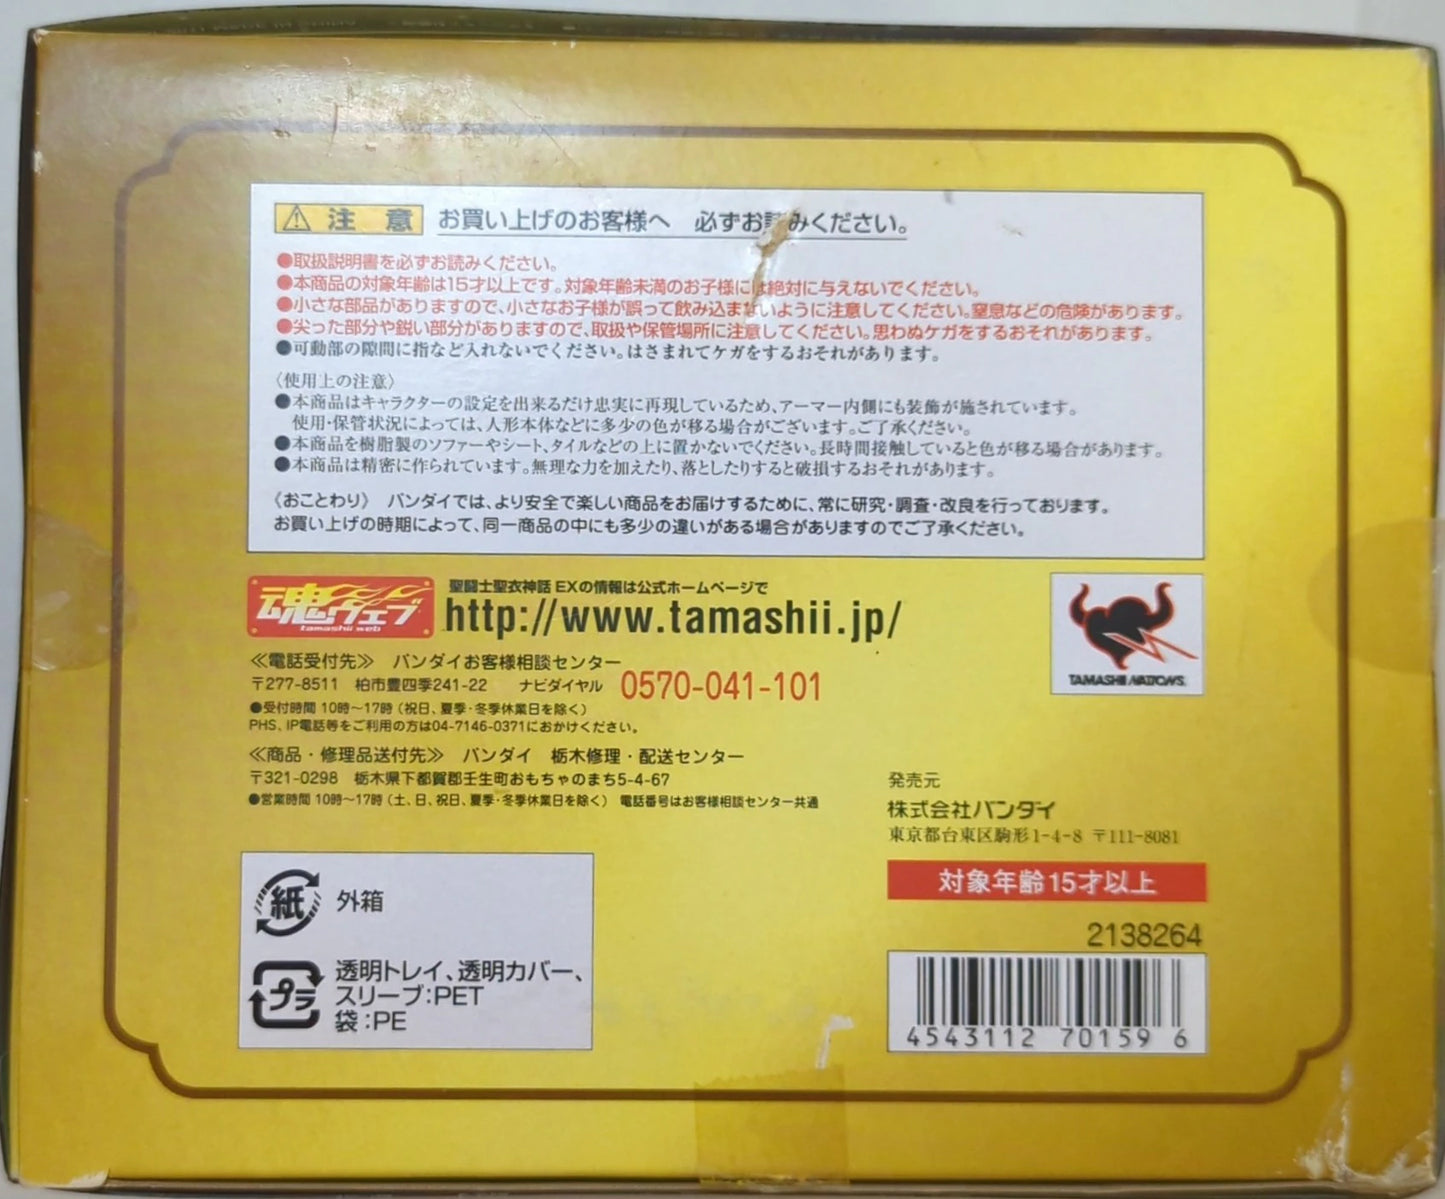 注意 お買い上げのお客様へ 必ずお読みください。
●取扱説明書を必ずお読みください。
●本商品の対象年齢は15才以上です。対象年齢未満のお子様には絶対に与えないでください。
●小さな部品がありますので、小さなお子様が誤って飲み込まないように注意してください。窒息などの危険があります。
●尖った部分や鋭い部分がありますので、取扱や保管場所に注意してください。思わぬケガをするおそれがあります。
●可動部の隙間に指など入れないでください。はさまれてケガをするおそれがあります。
〈使用上の注意〉
●本商品はキャラクターの設定を出来るだけ忠実に再現しているため、アーマー内側にも装飾が施されています。
使用・保管状況によっては、人形本体などに多少の色が移る場合がございます。ご了承ください。
●本商品を樹脂製のソファーやシート、タイルなどの上に置かないでください。長時間接触していると色が移る場合があります。
●本商品は精密に作られています。無理な力を加えたり、落としたりすると破損するおそれがあります。
《おことわり》 バンダイでは、より安全で楽しい商品をお届けするために、常に研究・調査・改良を行っております。
お買い上げの時期によって、同一商品の中にも多少の違いがある場合がありますのでご了承ください。
魂ウェブ
tamashii web
聖闘士聖衣神話 EXの情報は公式ホームページで
http://www.tamashii.jp/
TAMASHII NATIONS
≪電話受付先≫ バンダイお客様相談センター
〒277-8511 柏市豊四季241-22 ナビダイヤル 0570-041-101
●受付時間 10時〜17時（祝日、夏季・冬季休業日を除く）
PHS、IP電話等をご利用の方は04-7146-0371におかけください。
≪商品・修理品送付先≫ バンダイ 栃木修理・配送センター
〒321-0298 栃木県下都賀郡壬生町おもちゃのまち5-4-67
●営業時間 10時〜17時（土、日、祝日、夏季・冬季休業日を除く） 電話番号はお客様相談センター共通
発売元
株式会社バンダイ
東京都台東区駒形1-4-8 〒111-8081
対象年齢15才以上
2138264
4543112 70159 6
紙 外箱
プラ 透明トレイ、透明カバー、
スリーブ:PET
袋:PE